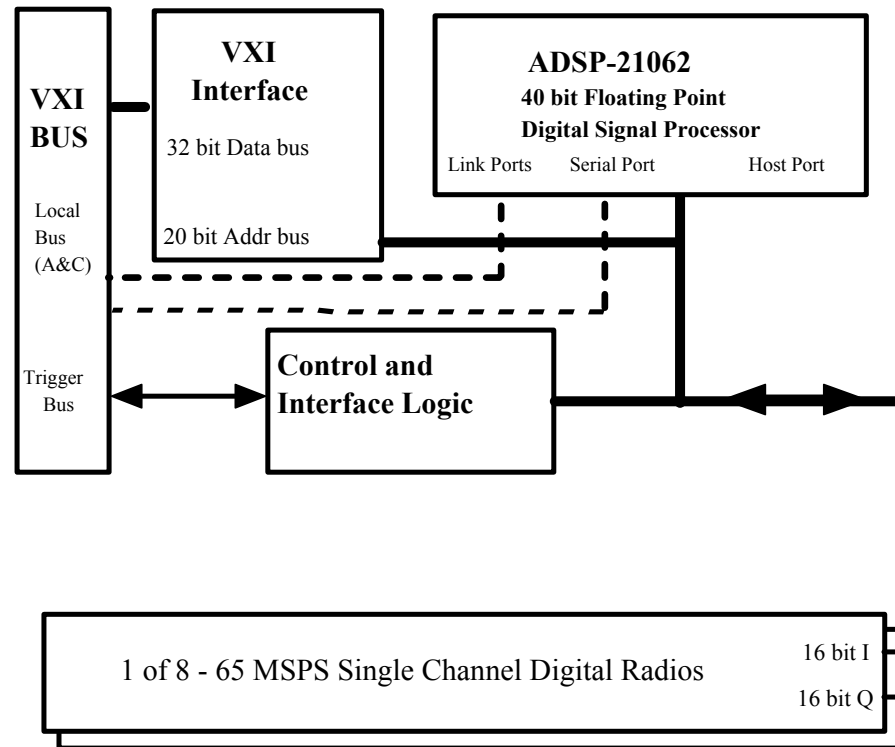 VXI
BUS
Local
Bus
(A&C)
Trigger
Bus
VXI
Interface
32 bit Data bus
20 bit Addr bus
ADSP-21062
40 bit Floating Point
Digital Signal Processor
Link Ports
Serial Port
Host Port
Control and
Interface Logic
1 of 8 - 65 MSPS Single Channel Digital Radios
16 bit I
16 bit Q